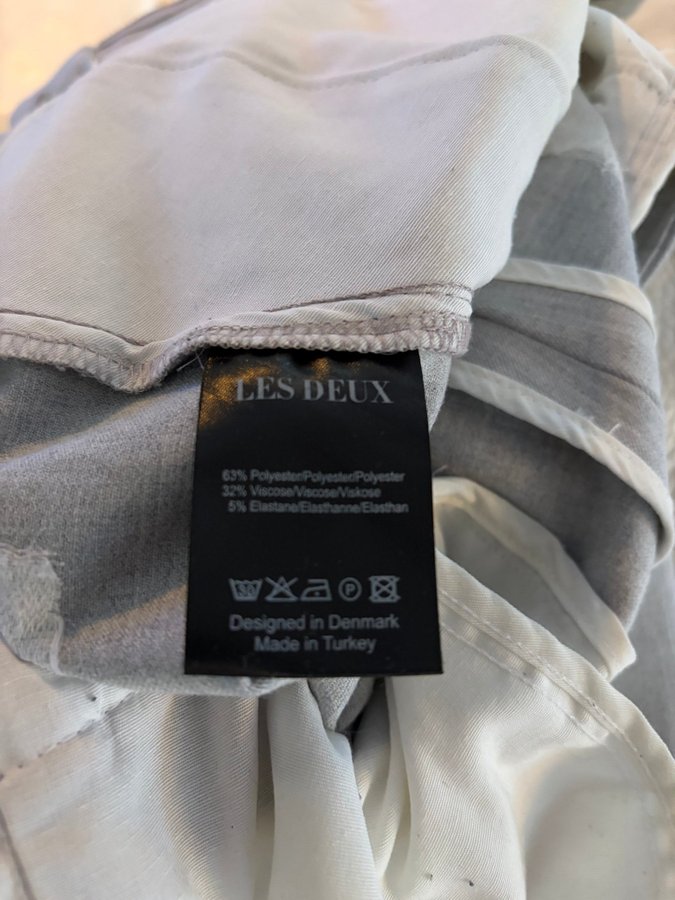 LES DEUX
63% Polyester/Polyester/Polyester
32% Viscose/Viscose/Viskose
5% Elastane/Elasthanne/Elasthan
P
Designed in Denmark
Made in Turkey